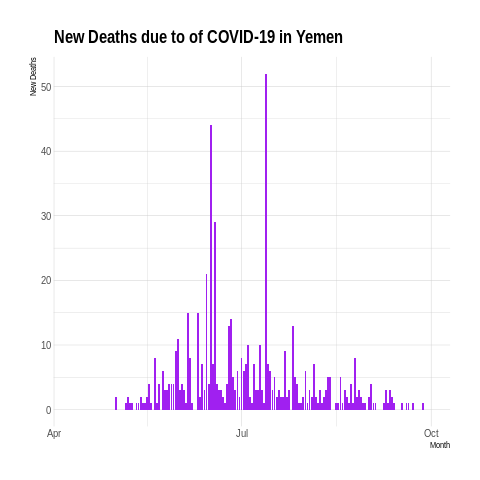 New Deaths due to of COVID-19 in Yemen
New Deaths
50
40
30
20
10
0
Apr
Jul
Oct
Month